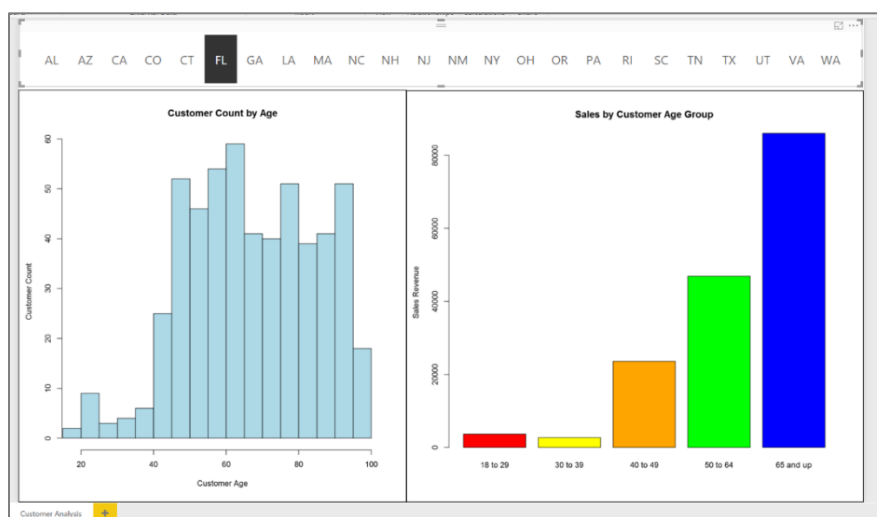 AL AZ CA CO CT FL GA LA MA NC NH NJ NM NY OH OR PA RI SC TN TX UT VA WA
Customer Count by Age
60
50
40
30
20
10
0
Customer Count
20 40 60 80 100
Customer Age
Sales by Customer Age Group
80000
60000
40000
20000
0
Sales Revenue
18 to 29 30 to 39 40 to 49 50 to 64 65 and up
Customer Analysis +